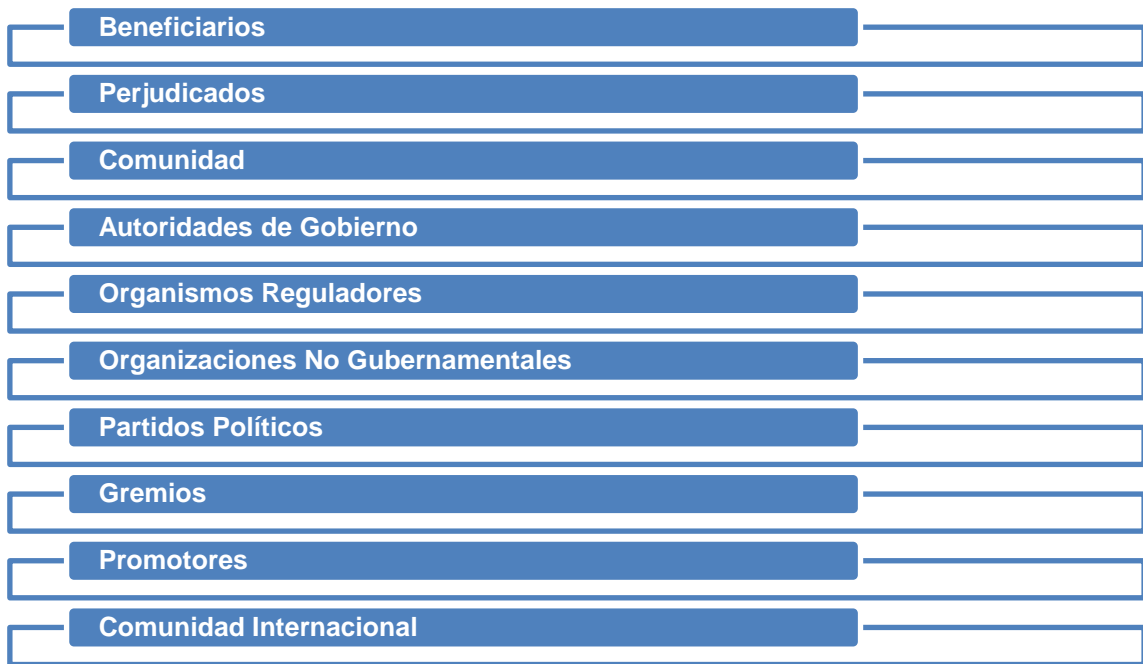 Beneficiarios
Perjudicados
Comunidad
Autoridades de Gobierno
Organismos Reguladores
Organizaciones No Gubernamentales
Partidos Políticos
Gremios
Promotores
Comunidad Internacional